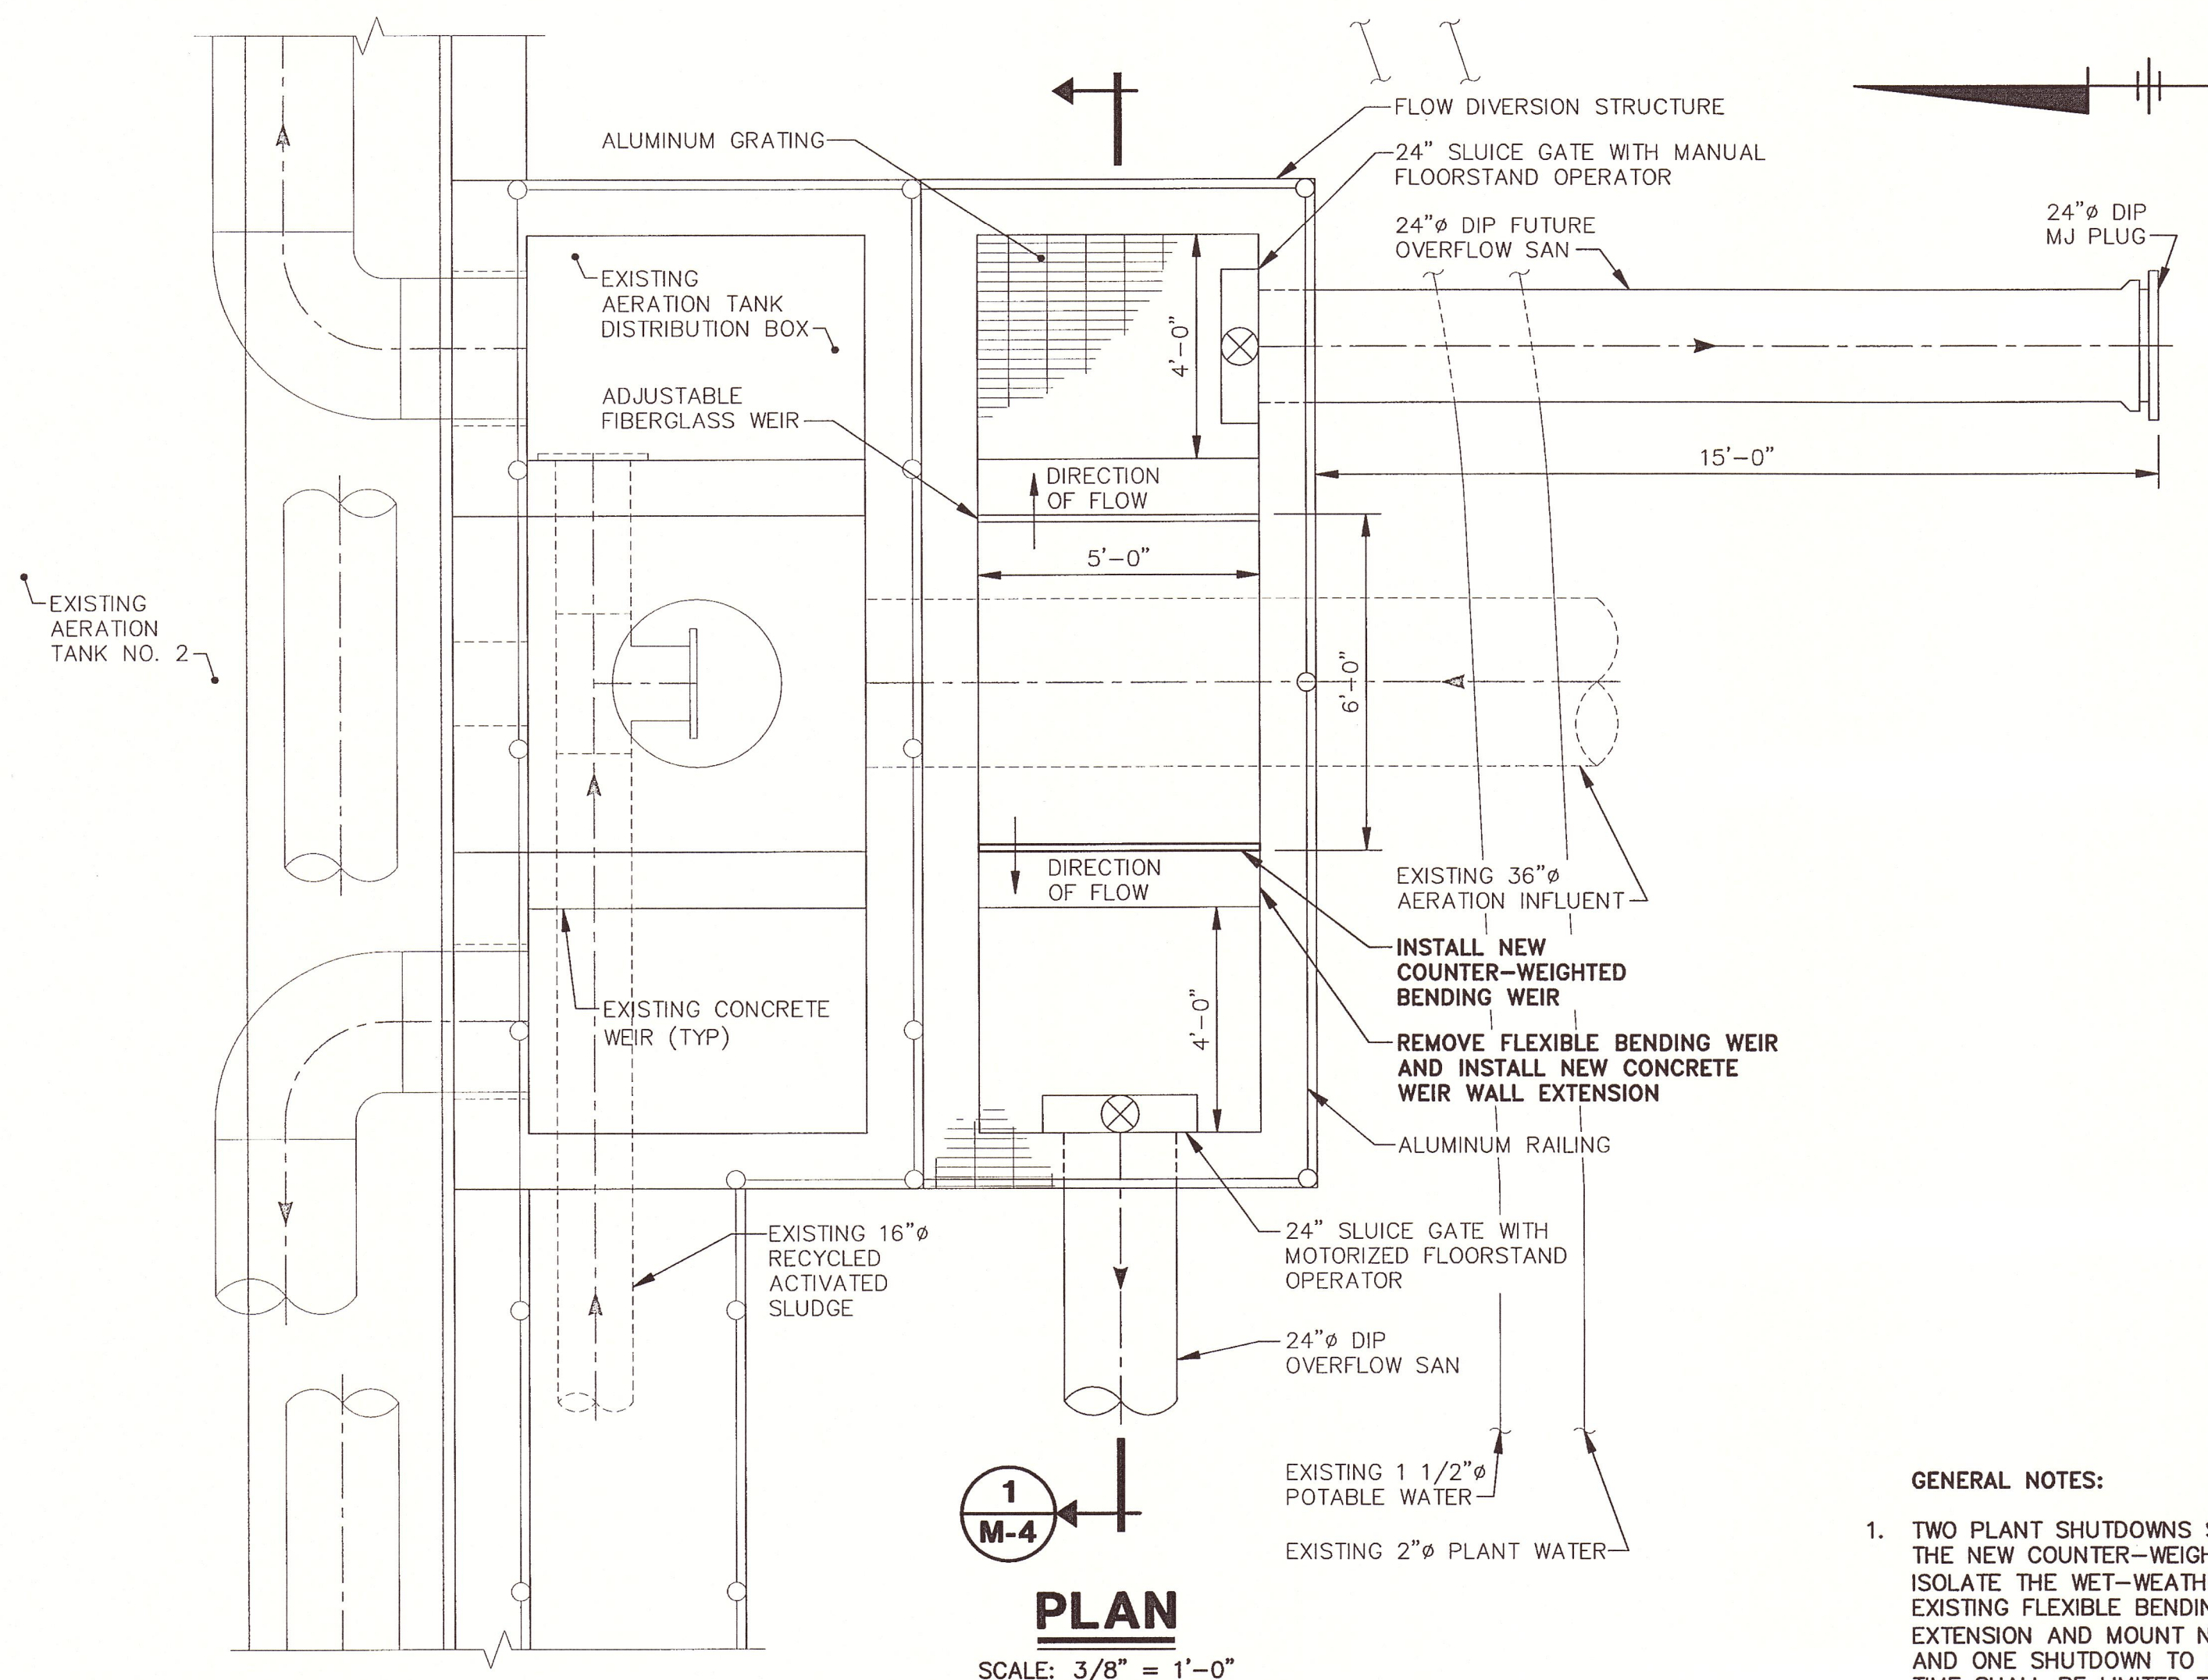 FLOW DIVERSION STRUCTURE
ALUMINUM GRATING
24" SLUICE GATE WITH MANUAL
FLOORSTAND OPERATOR
24"ø DIP FUTURE
OVERFLOW SAN
24"ø DIP
MJ PLUG
EXISTING
AERATION TANK
DISTRIBUTION BOX
4'-0"
ADJUSTABLE
FIBERGLASS WEIR
15'-0"
DIRECTION
OF FLOW
5'-0"
EXISTING
AERATION
TANK NO. 2
6'-0"
DIRECTION
OF FLOW
EXISTING 36"ø
AERATION INFLUENT
INSTALL NEW
COUNTER-WEIGHTED
BENDING WEIR
EXISTING CONCRETE
WEIR (TYP)
4'-0"
REMOVE FLEXIBLE BENDING WEIR
AND INSTALL NEW CONCRETE
WEIR WALL EXTENSION
ALUMINUM RAILING
EXISTING 16"ø
RECYCLED
ACTIVATED
SLUDGE
24" SLUICE GATE WITH
MOTORIZED FLOORSTAND
OPERATOR
24"ø DIP
OVERFLOW SAN
EXISTING 1 1/2"ø
POTABLE WATER
EXISTING 2"ø PLANT WATER
1
M-4
PLAN
SCALE: 3/8" = 1'-0"
GENERAL NOTES:
1. TWO PLANT SHUTDOWNS
THE NEW COUNTER-WEIGH
ISOLATE THE WET-WEATH
EXISTING FLEXIBLE BENDIN
EXTENSION AND MOUNT N
AND ONE SHUTDOWN TO